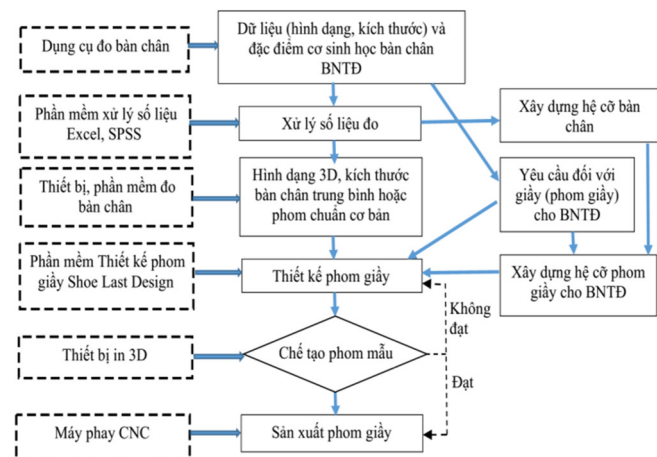 Dụng cụ đo bàn chân
Dữ liệu (hình dạng, kích thước) và
đặc điểm cơ sinh học bàn chân
BNTĐ
Phần mềm xử lý số liệu
Excel, SPSS
Xử lý số liệu đo
Xây dựng hệ cỡ bàn
chân
Thiết bị, phần mềm đo
bàn chân
Hình dạng 3D, kích thước
bàn chân trung bình hoặc
phom chuẩn cơ bản
Yêu cầu đối với
giầy (phom giầy)
cho BNTĐ
Phần mềm Thiết kế phom
giầy Shoe Last Design
Thiết kế phom giầy
Xây dựng hệ cỡ phom
giầy cho BNTĐ
Không
đạt
Thiết bị in 3D
Chế tạo phom mẫu
Đạt
Máy phay CNC
Sản xuất phom giầy